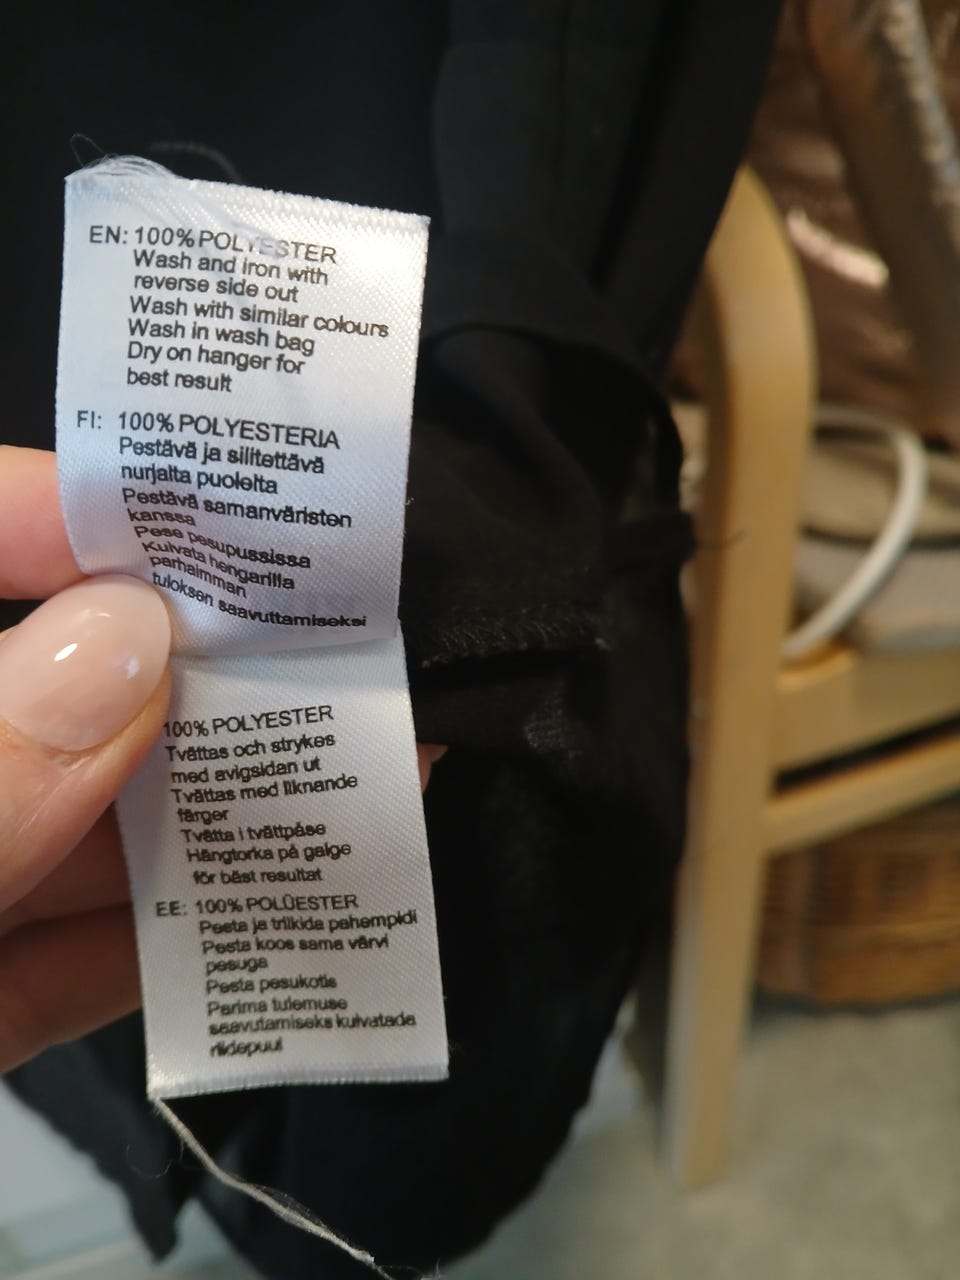 EN: 100% POLYESTER
Wash and iron with
reverse side out
Wash with similar colours
Wash in wash bag
Dry on hanger for
best result
FI: 100% POLYESTERIA
Pestävä ja silitettävä
nurjalta puolelta
Pestävä samanväristen
kanssa
Pese pesupussissa
Kuivata hengarilla
parhaimman
tuloksen saavuttamiseksi
100% POLYESTER
Tvättas och strykes
med avigsidan ut
Tvättas med liknande
färger
Tvätta i tvättpåse
Hängtorka på galge
för bäst resultat
EE: 100% POLÜESTER
Pesta ja triikida pahempidi
Pesta koos sama värvi
pesuga
Pesta pesukotis
Parima tulemuse
saavutamiseks kuivatada
riidepuul